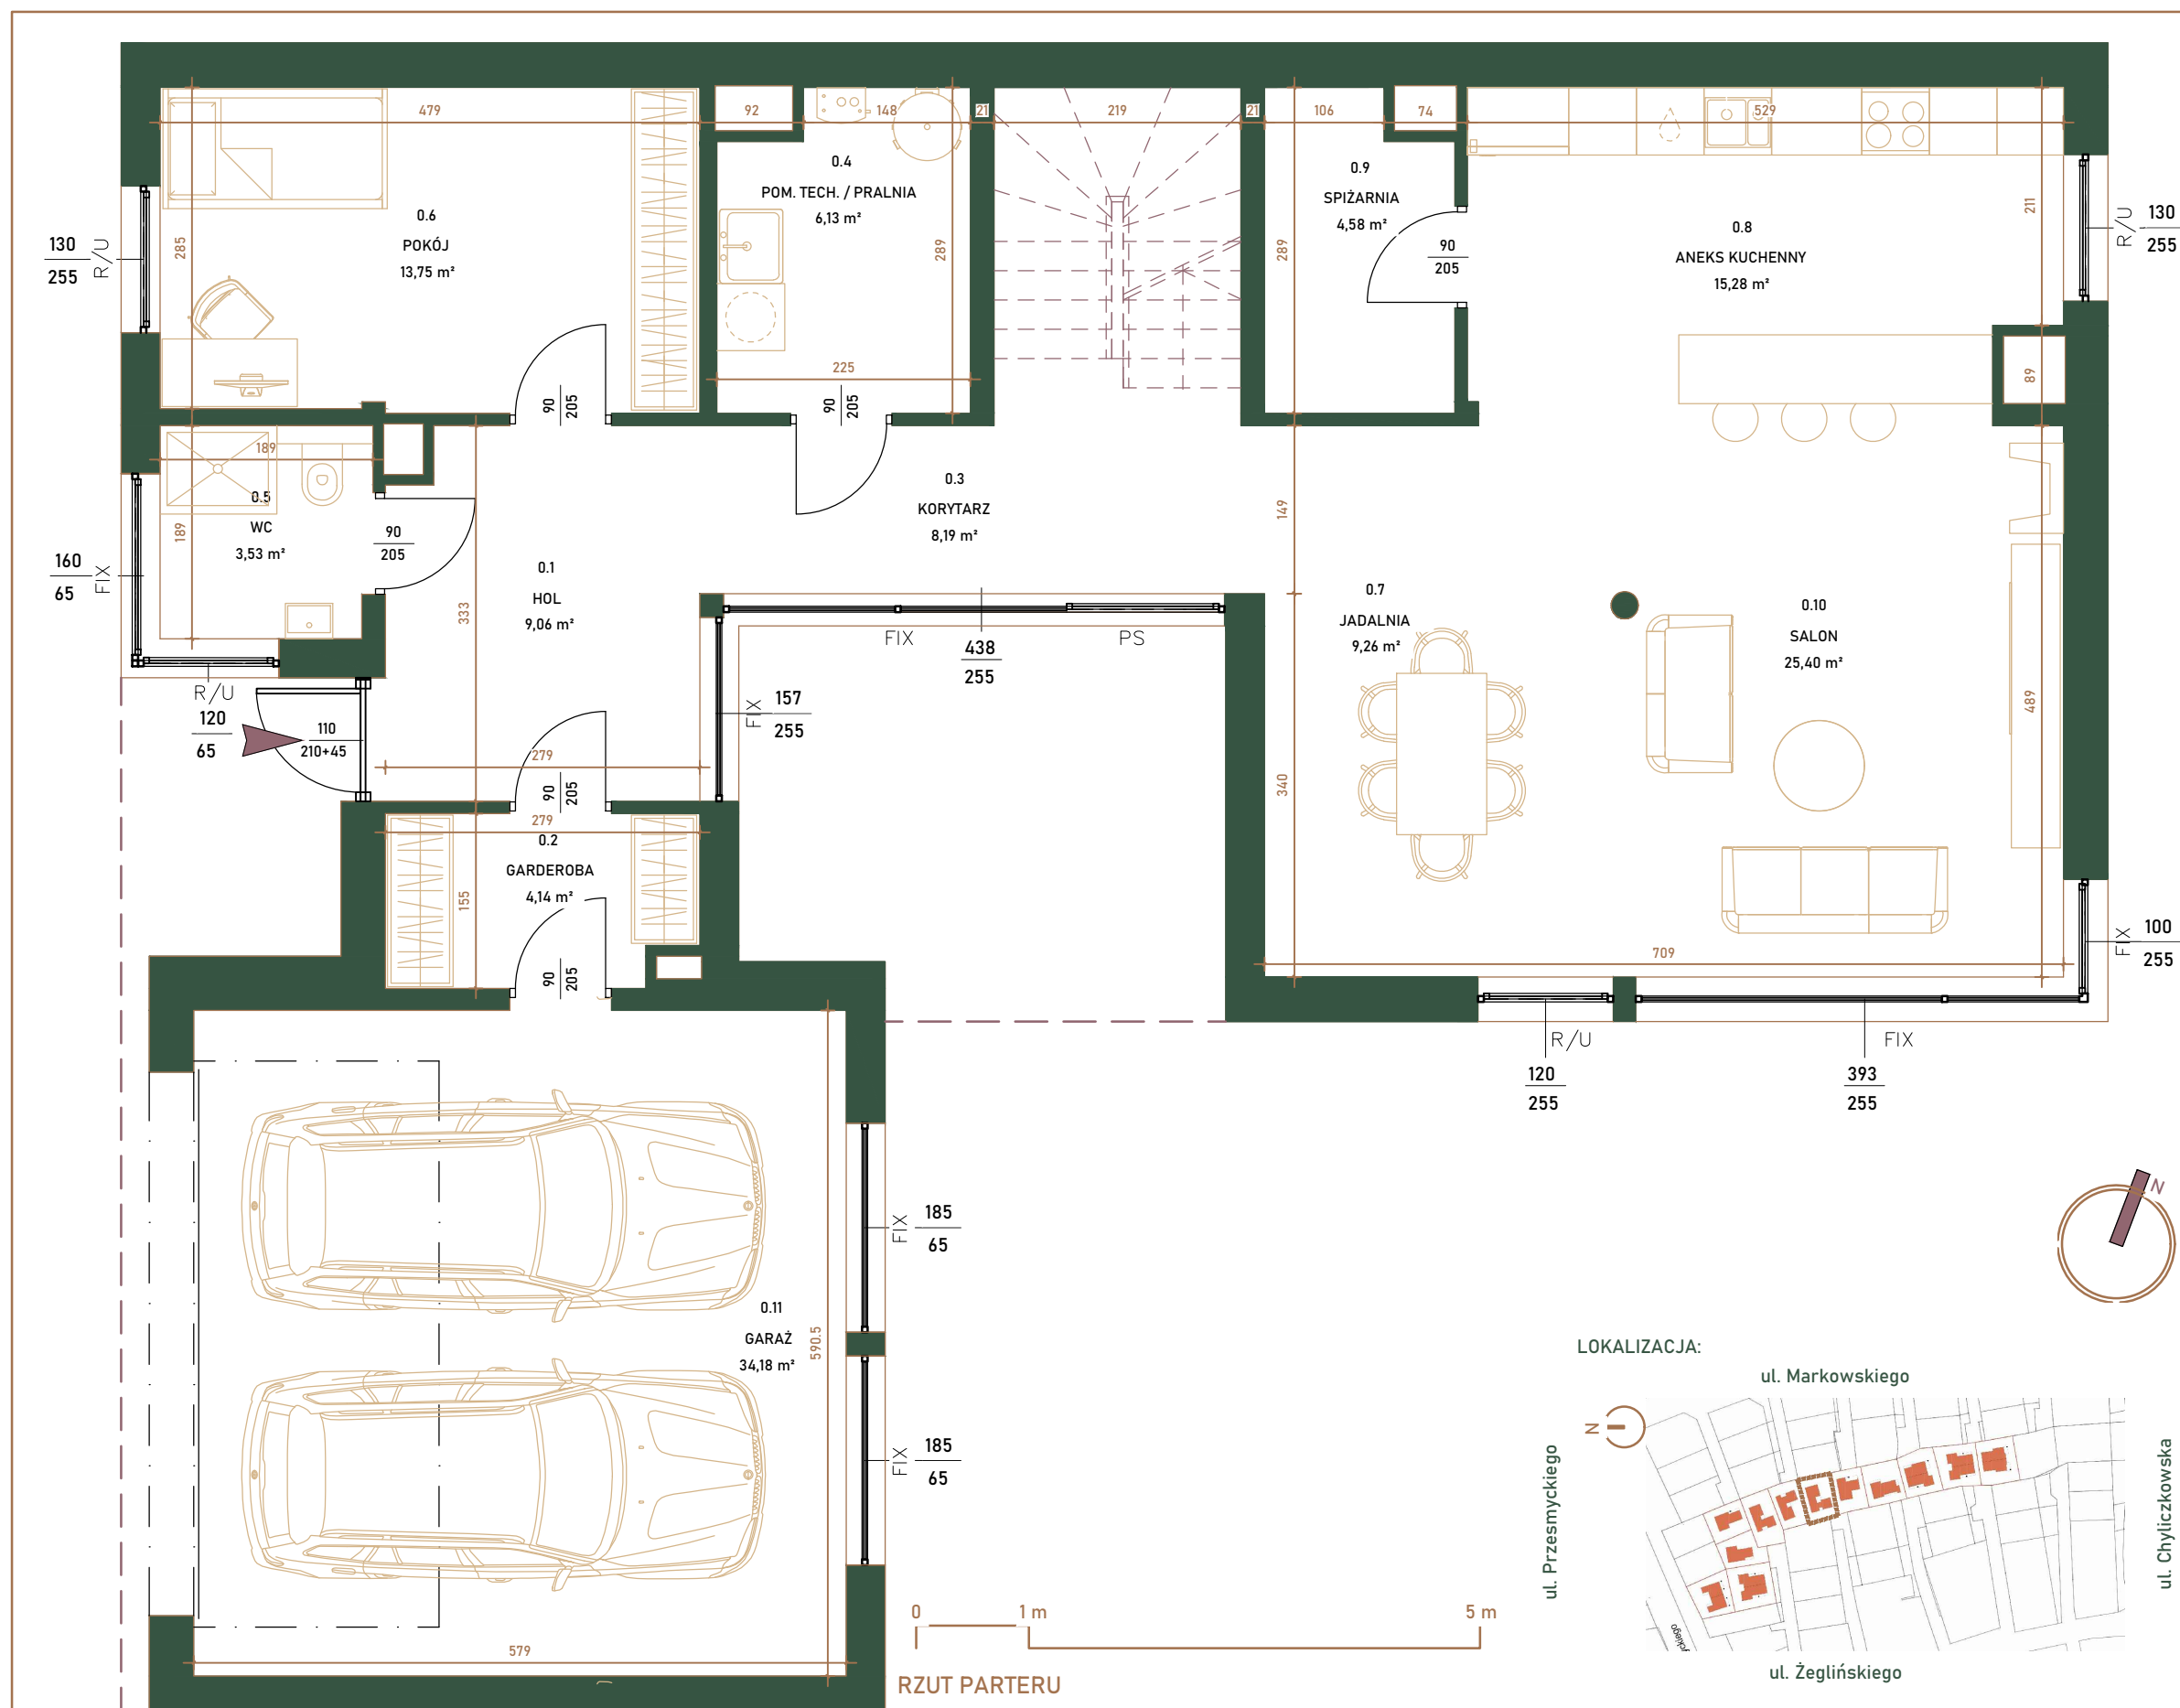 479
92
148
21
219
21
106
74
529
0.6
POKÓJ
13,75 m²
285
0.4
POM. TECH. / PRALNIA
6,13 m²
289
225
0.9
SPIŻARNIA
4,58 m²
289
90
205
0.8
ANEKS KUCHENNY
15,28 m²
211
89
130
255
R/U
R/U
130
255
90
205
90
205
189
0.5
WC
3,53 m²
189
90
205
160
65
FIX
0.1
HOL
9,06 m²
333
0.3
KORYTARZ
8,19 m²
149
0.7
JADALNIA
9,26 m²
340
0.10
SALON
25,40 m²
489
FIX
438
255
PS
FIX
157
255
R/U
120
65
110
210+45
279
90
205
279
0.2
GARDEROBA
4,14 m²
155
90
205
709
FIX
100
255
R/U
120
255
FIX
393
255
0.11
GARAŻ
34,18 m²
590.5
579
FIX
185
65
FIX
185
65
N
LOKALIZACJA:
ul. Markowskiego
N
ul. Przesmyckiego
ul. Chyliczkowska
ul. Żeglińskiego
0
1 m
5 m
RZUT PARTERU